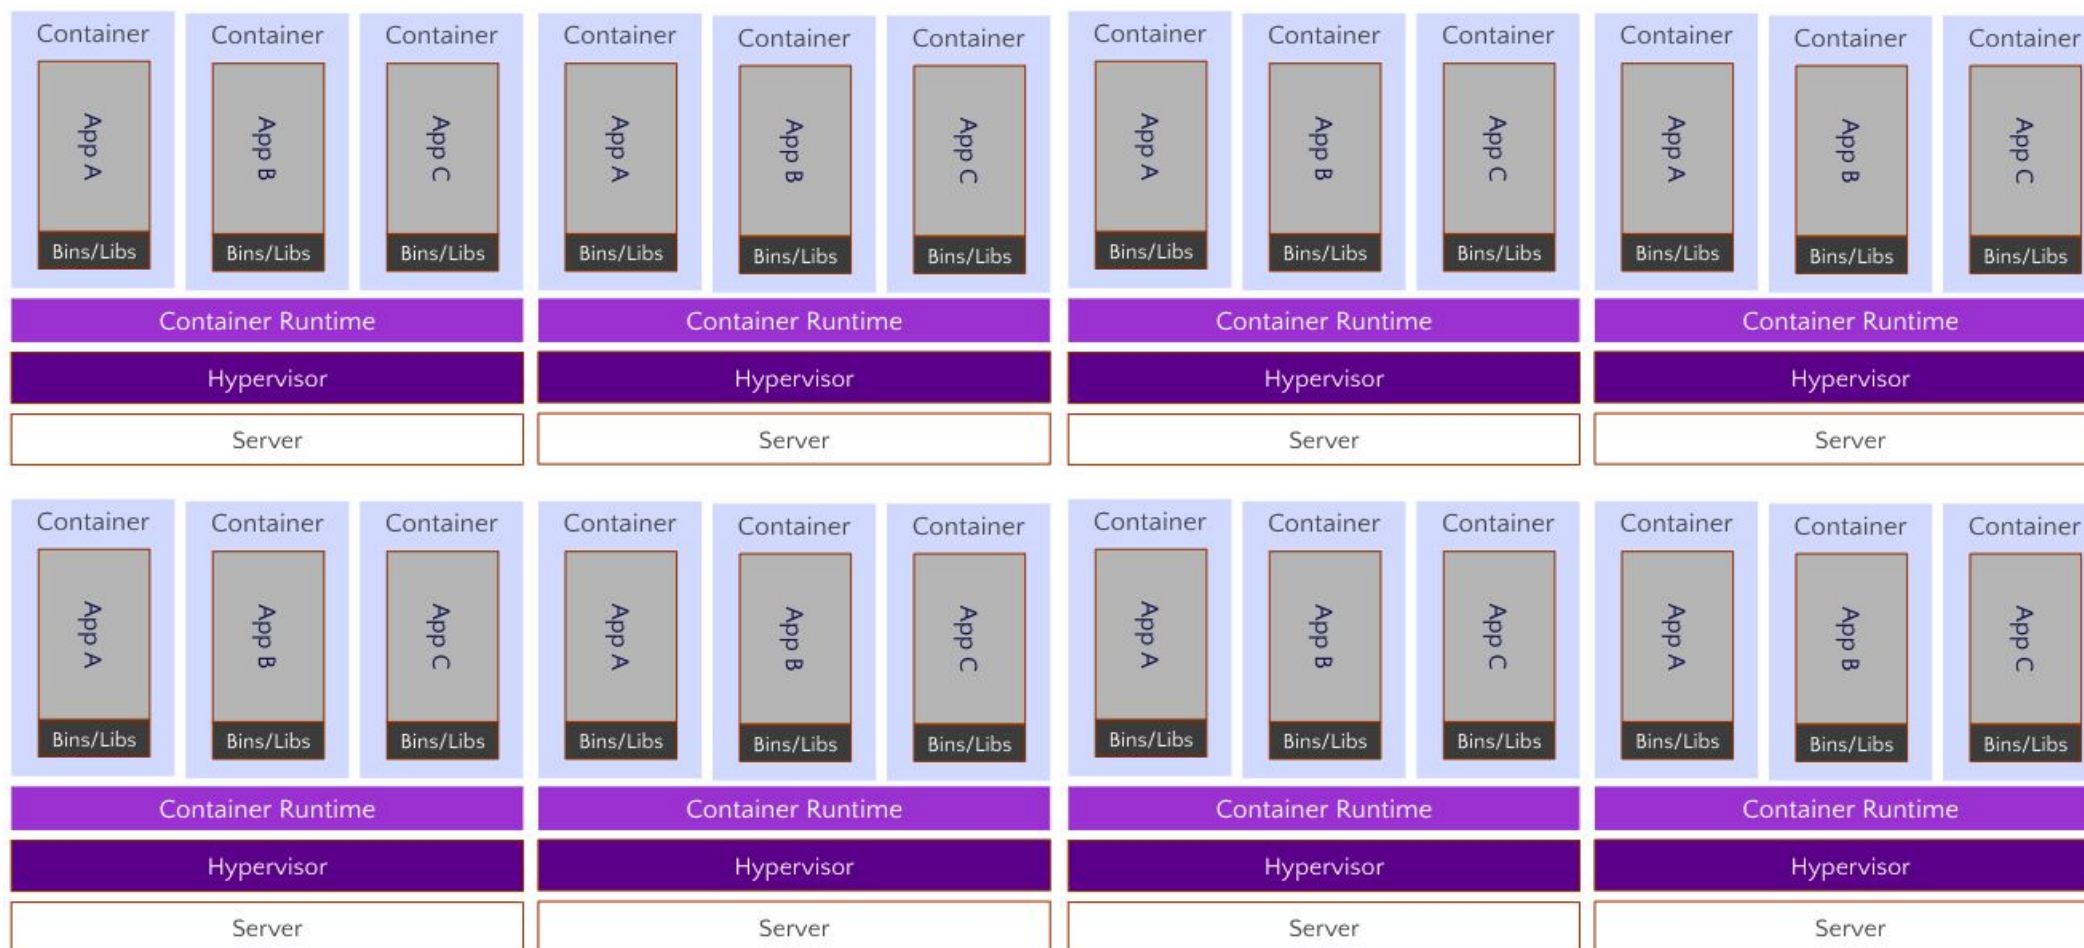 Container Container Container Container Container Container Container Container Container Container Container Container
App A App B App C App A App B App C App A App B App C App A App B App C
Bins/Libs Bins/Libs Bins/Libs Bins/Libs Bins/Libs Bins/Libs Bins/Libs Bins/Libs Bins/Libs Bins/Libs Bins/Libs Bins/Libs
Container Runtime Container Runtime Container Runtime Container Runtime
Hypervisor Hypervisor Hypervisor Hypervisor
Server Server Server Server
Container Container Container Container Container Container Container Container Container Container Container Container
App A App B App C App A App B App C App A App B App C App A App B App C
Bins/Libs Bins/Libs Bins/Libs Bins/Libs Bins/Libs Bins/Libs Bins/Libs Bins/Libs Bins/Libs Bins/Libs Bins/Libs Bins/Libs
Container Runtime Container Runtime Container Runtime Container Runtime
Hypervisor Hypervisor Hypervisor Hypervisor
Server Server Server Server